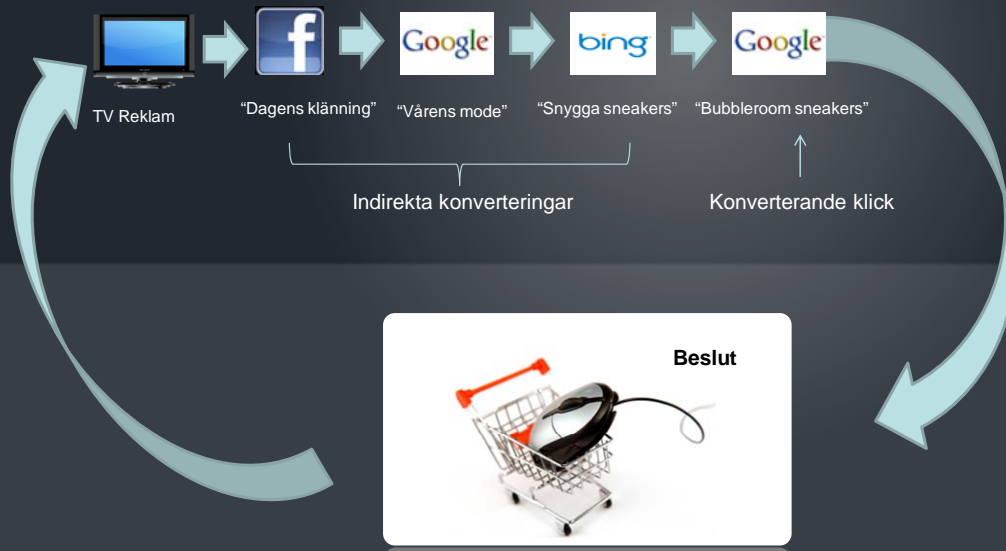 Google
bing
Google
TV Reklam
“Dagens klänning”
“Vårens mode”
“Snygga sneakers”
“Bubbleroom sneakers”
Indirekta konverteringar
Konverterande klick
Beslut